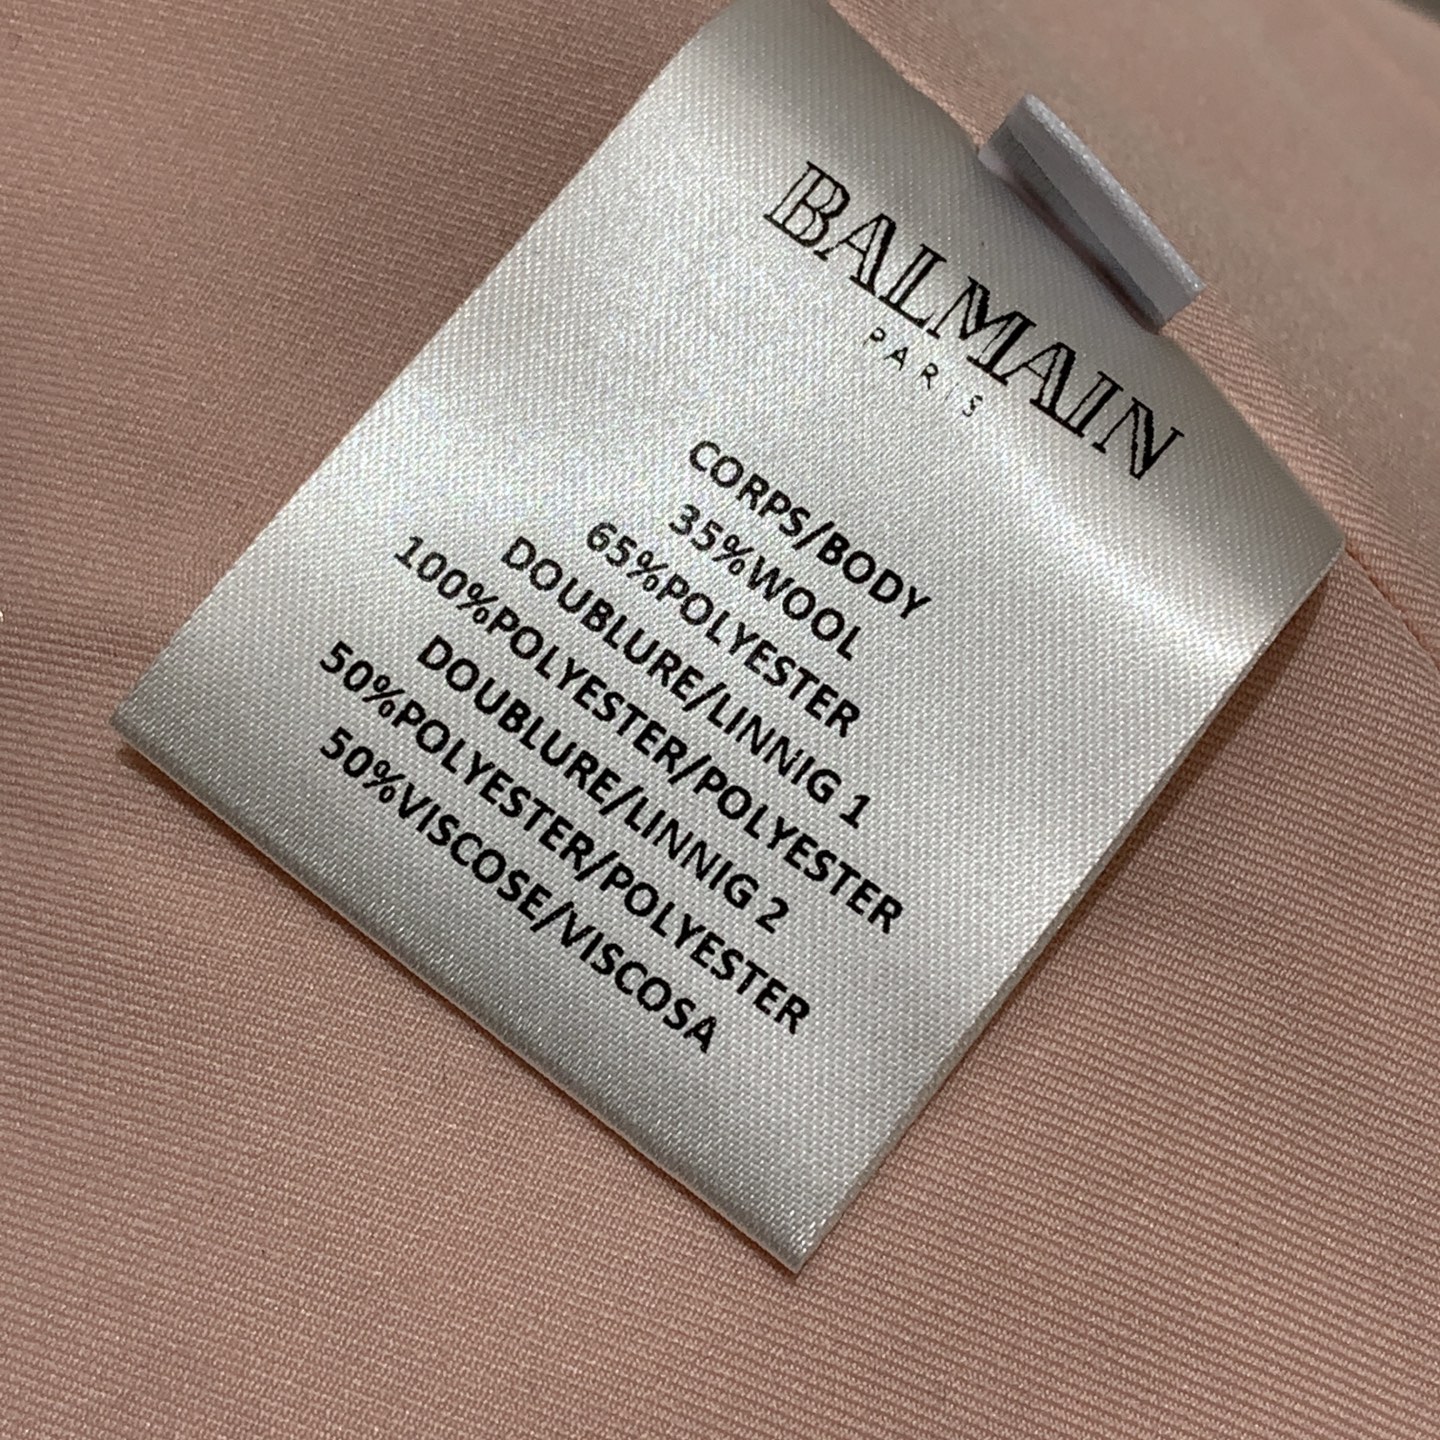 BALMAIN
PARIS
CORPS/BODY
35%WOOL
65%POLYESTER
DOUBLURE/LINNIG 1
100%POLYESTER/POLYESTER
DOUBLURE/LINNIG 2
50%POLYESTER/POLYESTER
50%VISCOSE/VISCOSA